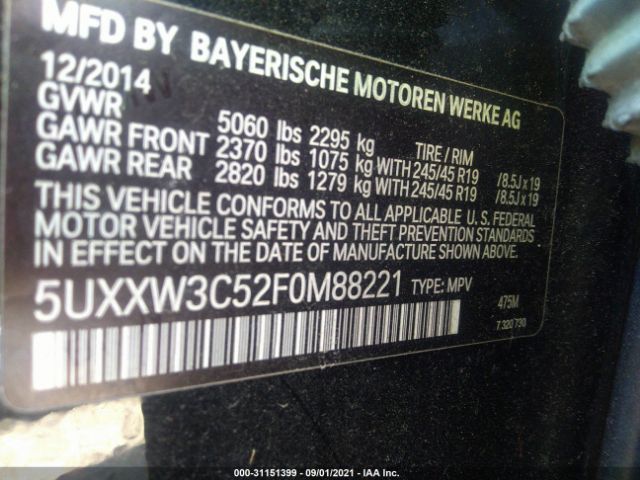 MFD BY BAYERISCHE MOTOREN WERKE AG
12/2014
GVWR 5060 lbs 2295 kg TIRE / RIM
GAWR FRONT 2370 lbs 1075 kg WITH 245/45 R19 /8.5J x 19
GAWR REAR 2820 lbs 1279 kg WITH 245/45 R19 /8.5J x 19
THIS VEHICLE CONFORMS TO ALL APPLICABLE U.S. FEDERAL
MOTOR VEHICLE SAFETY AND THEFT PREVENTION STANDARDS
IN EFFECT ON THE DATE OF MANUFACTURE SHOWN ABOVE.
5UXXW3C52F0M88221 TYPE: MPV 475M
7 320 730
000-31151399 - 09/01/2021 - IAA Inc.